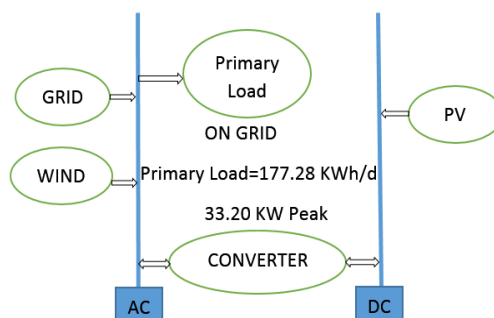 Primary
Load
GRID
PV
ON GRID
WIND
Primary Load=177.28 KWh/d
33.20 KW Peak
CONVERTER
AC
DC